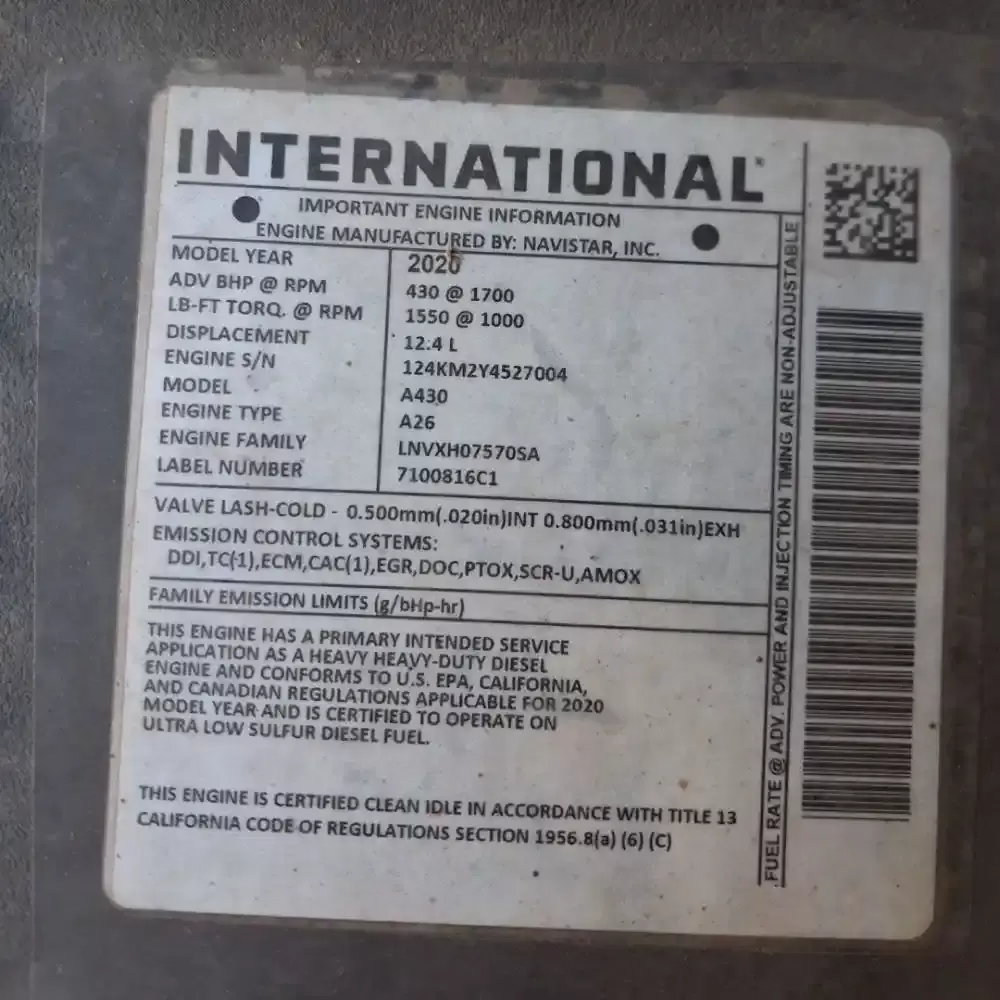 INTERNATIONAL
IMPORTANT ENGINE INFORMATION
ENGINE MANUFACTURED BY: NAVISTAR, INC.
MODEL YEAR 2020
ADV BHP @ RPM 430 @ 1700
LB-FT TORQ. @ RPM 1550 @ 1000
DISPLACEMENT 12.4 L
ENGINE S/N 124KM2Y4527004
MODEL A430
ENGINE TYPE A26
ENGINE FAMILY LNVXH07570SA
LABEL NUMBER 7100816C1
VALVE LASH-COLD - 0.500mm(.020in)INT 0.800mm(.031in)EXH
EMISSION CONTROL SYSTEMS:
DDI,TC(1),ECM,CAC(1),EGR,DOC,PTOX,SCR-U,AMOX
FAMILY EMISSION LIMITS (g/bHp-hr)
THIS ENGINE HAS A PRIMARY INTENDED SERVICE
APPLICATION AS A HEAVY HEAVY-DUTY DIESEL
ENGINE AND CONFORMS TO U.S. EPA, CALIFORNIA,
AND CANADIAN REGULATIONS APPLICABLE FOR 2020
MODEL YEAR AND IS CERTIFIED TO OPERATE ON
ULTRA LOW SULFUR DIESEL FUEL.
THIS ENGINE IS CERTIFIED CLEAN IDLE IN ACCORDANCE WITH TITLE 13
CALIFORNIA CODE OF REGULATIONS SECTION 1956.8(a) (6) (C)
FUEL RATE @ ADV. POWER AND INJECTION TIMING ARE NON-ADJUSTABLE